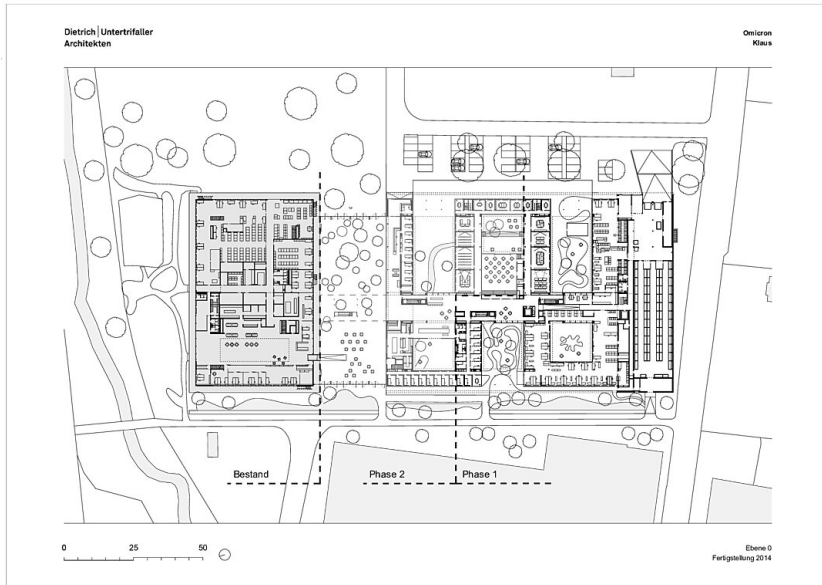 Dietrich | Untertrifaller
Architekten
Omicron
Klaus
Bestand
Phase 2
Phase 1
0 25 50
Ebene 0
Fertigstellung 2014